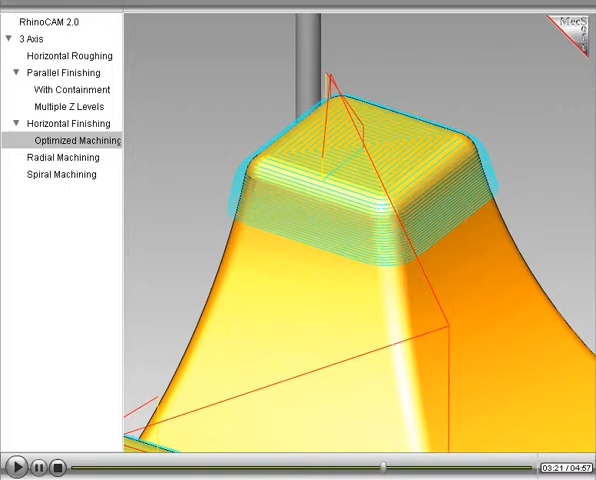 RhinoCAM 2.0
3 Axis
Horizontal Roughing
Parallel Finishing
With Containment
Multiple Z Levels
Horizontal Finishing
Optimized Machining
Radial Machining
Spiral Machining
03:21 / 04:57